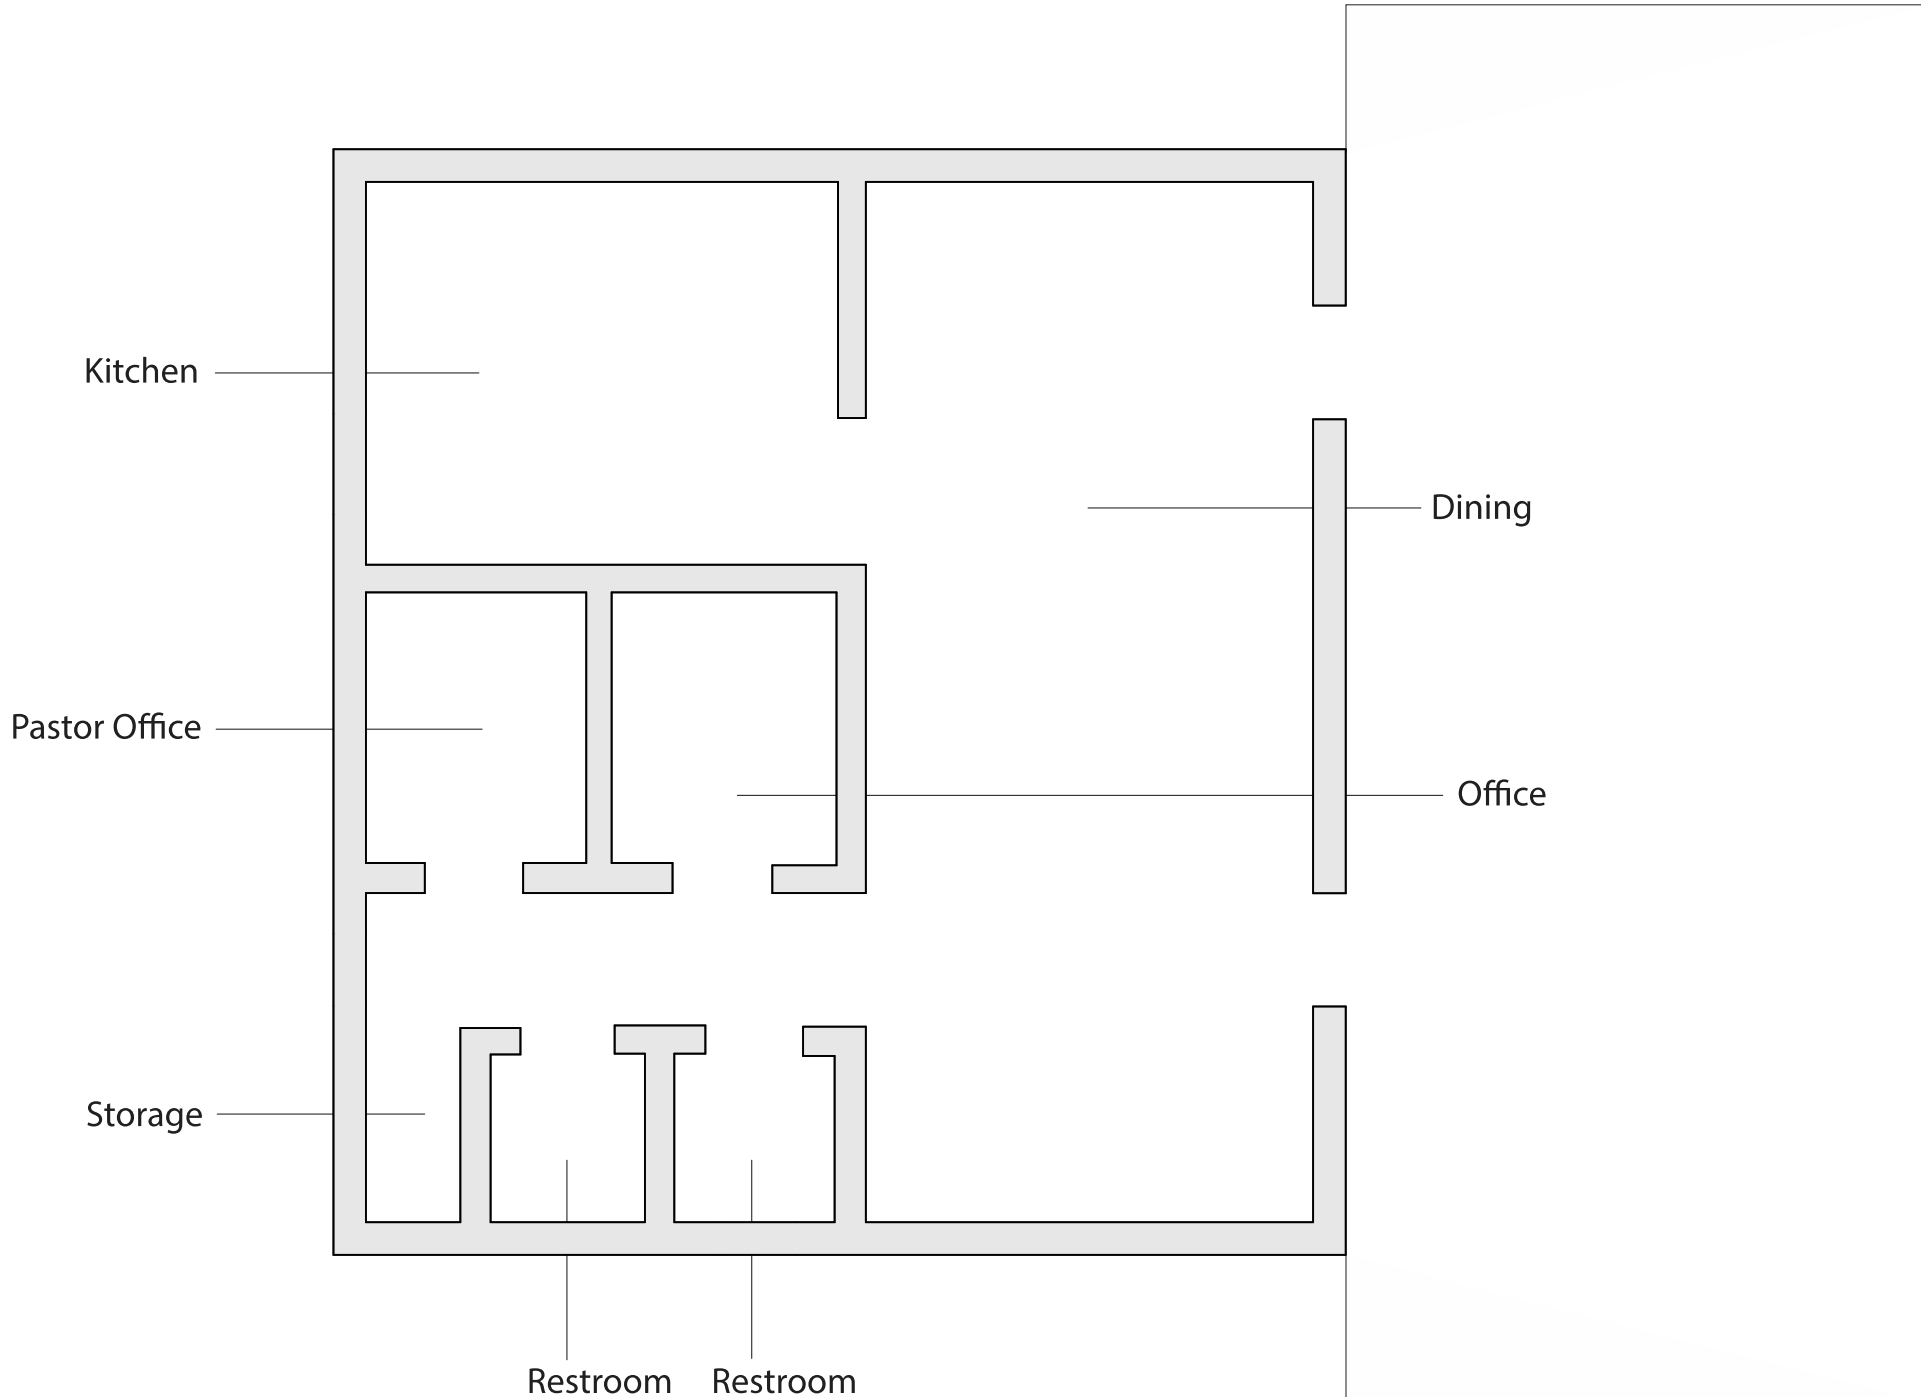 Kitchen
Dining
Pastor Office
Office
Storage
Restroom
Restroom